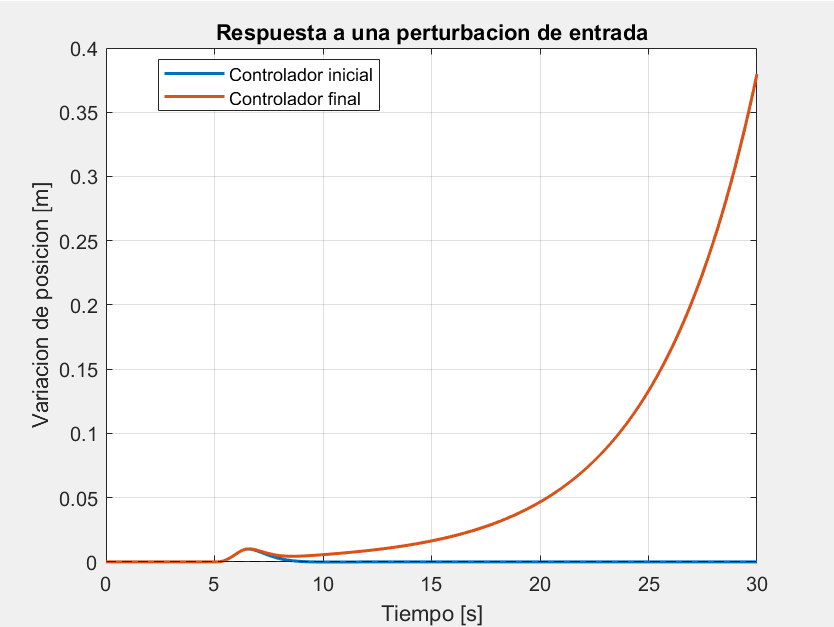 Respuesta a una perturbacion de entrada
Controlador inicial
Controlador final
Variacion de posicion [m]
0.4
0.35
0.3
0.25
0.2
0.15
0.1
0.05
0
0 5 10 15 20 25 30
Tiempo [s]